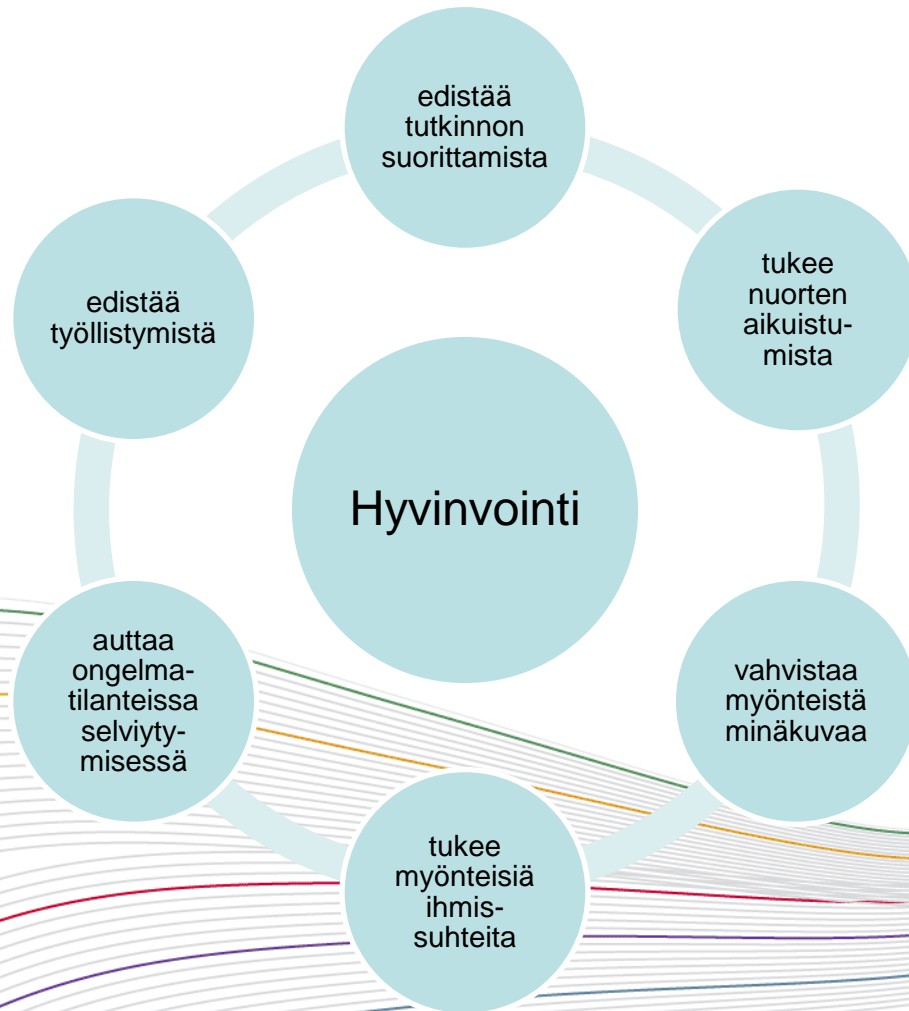 edistää
tutkinnon
suorittamista
tukee
nuorten
aikuistu-
mista
vahvistaa
myönteistä
minäkuvaa
tukee
myönteisiä
ihmis-
suhteita
auttaa
ongelma-
tilanteissa
selviyty-
misessä
edistää
työllistymistä
Hyvinvointi